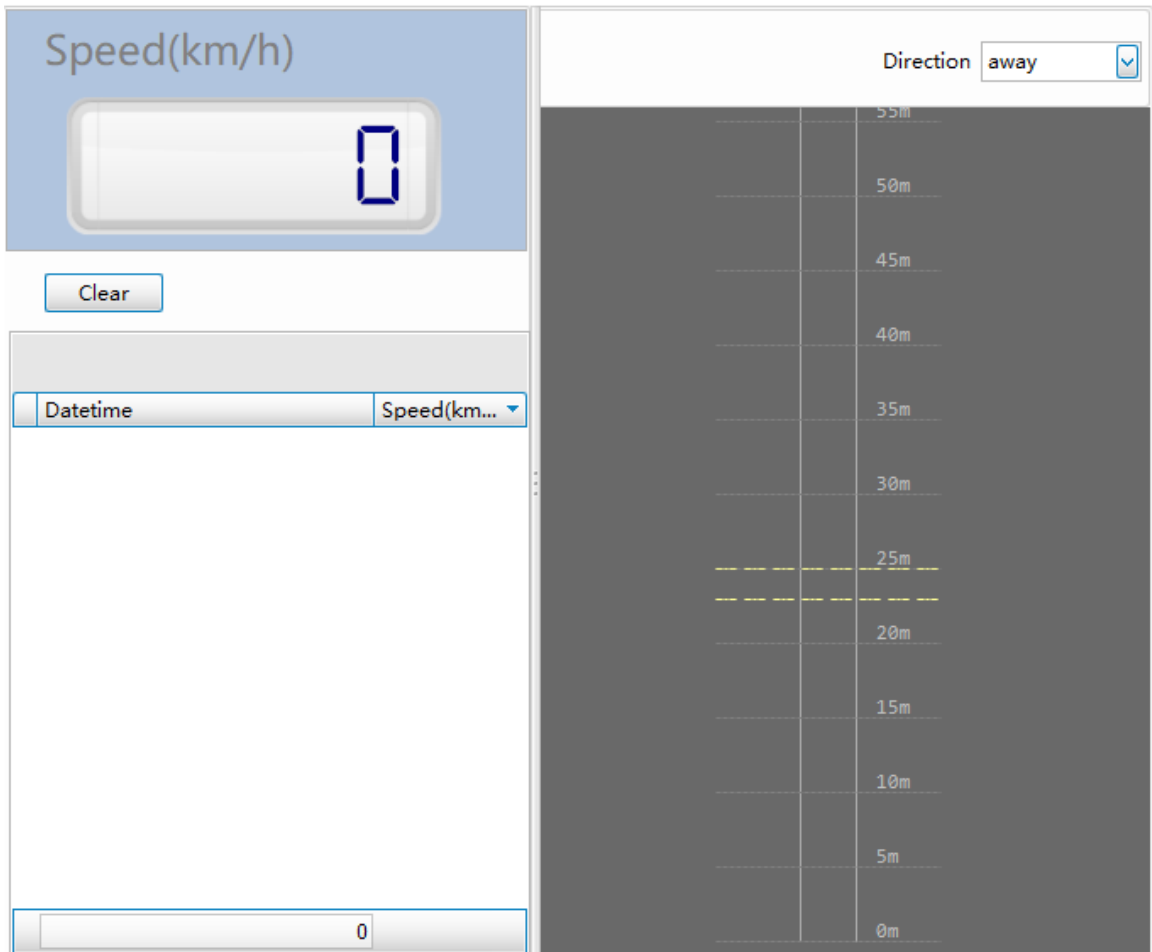 Speed(km/h)
0
Clear
Datetime
Speed(km...
0
Direction
away
55m
50m
45m
40m
35m
30m
25m
20m
15m
10m
5m
0m